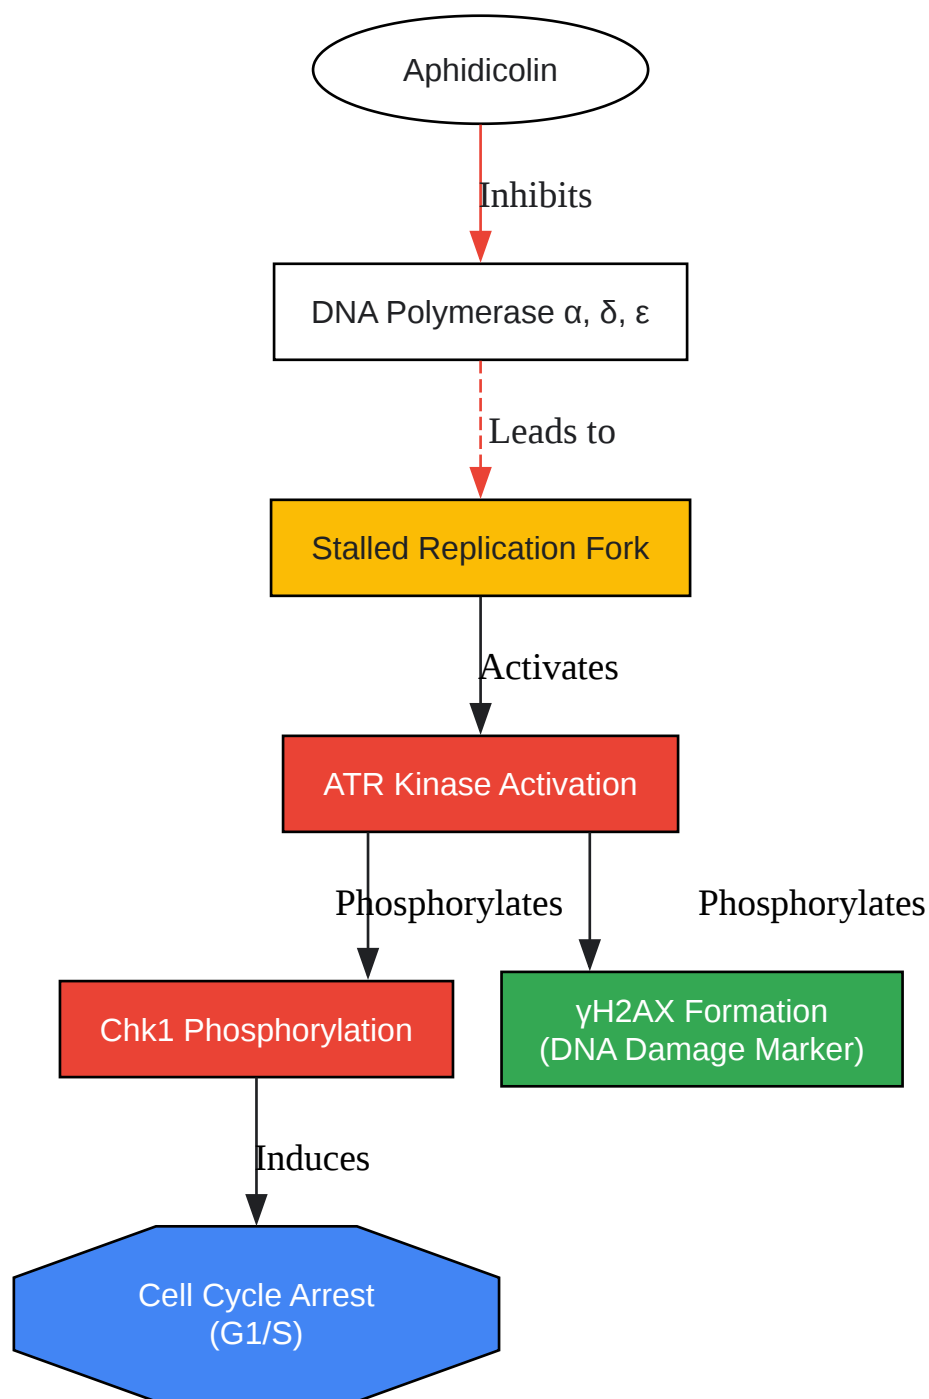 Aphidicolin
Inhibits
DNA Polymerase α, δ, ε
Leads to
Stalled Replication Fork
Activates
ATR Kinase Activation
Phosphorylates
Phosphorylates
Chk1 Phosphorylation
γH2AX Formation
(DNA Damage Marker)
Induces
Cell Cycle Arrest
(G1/S)